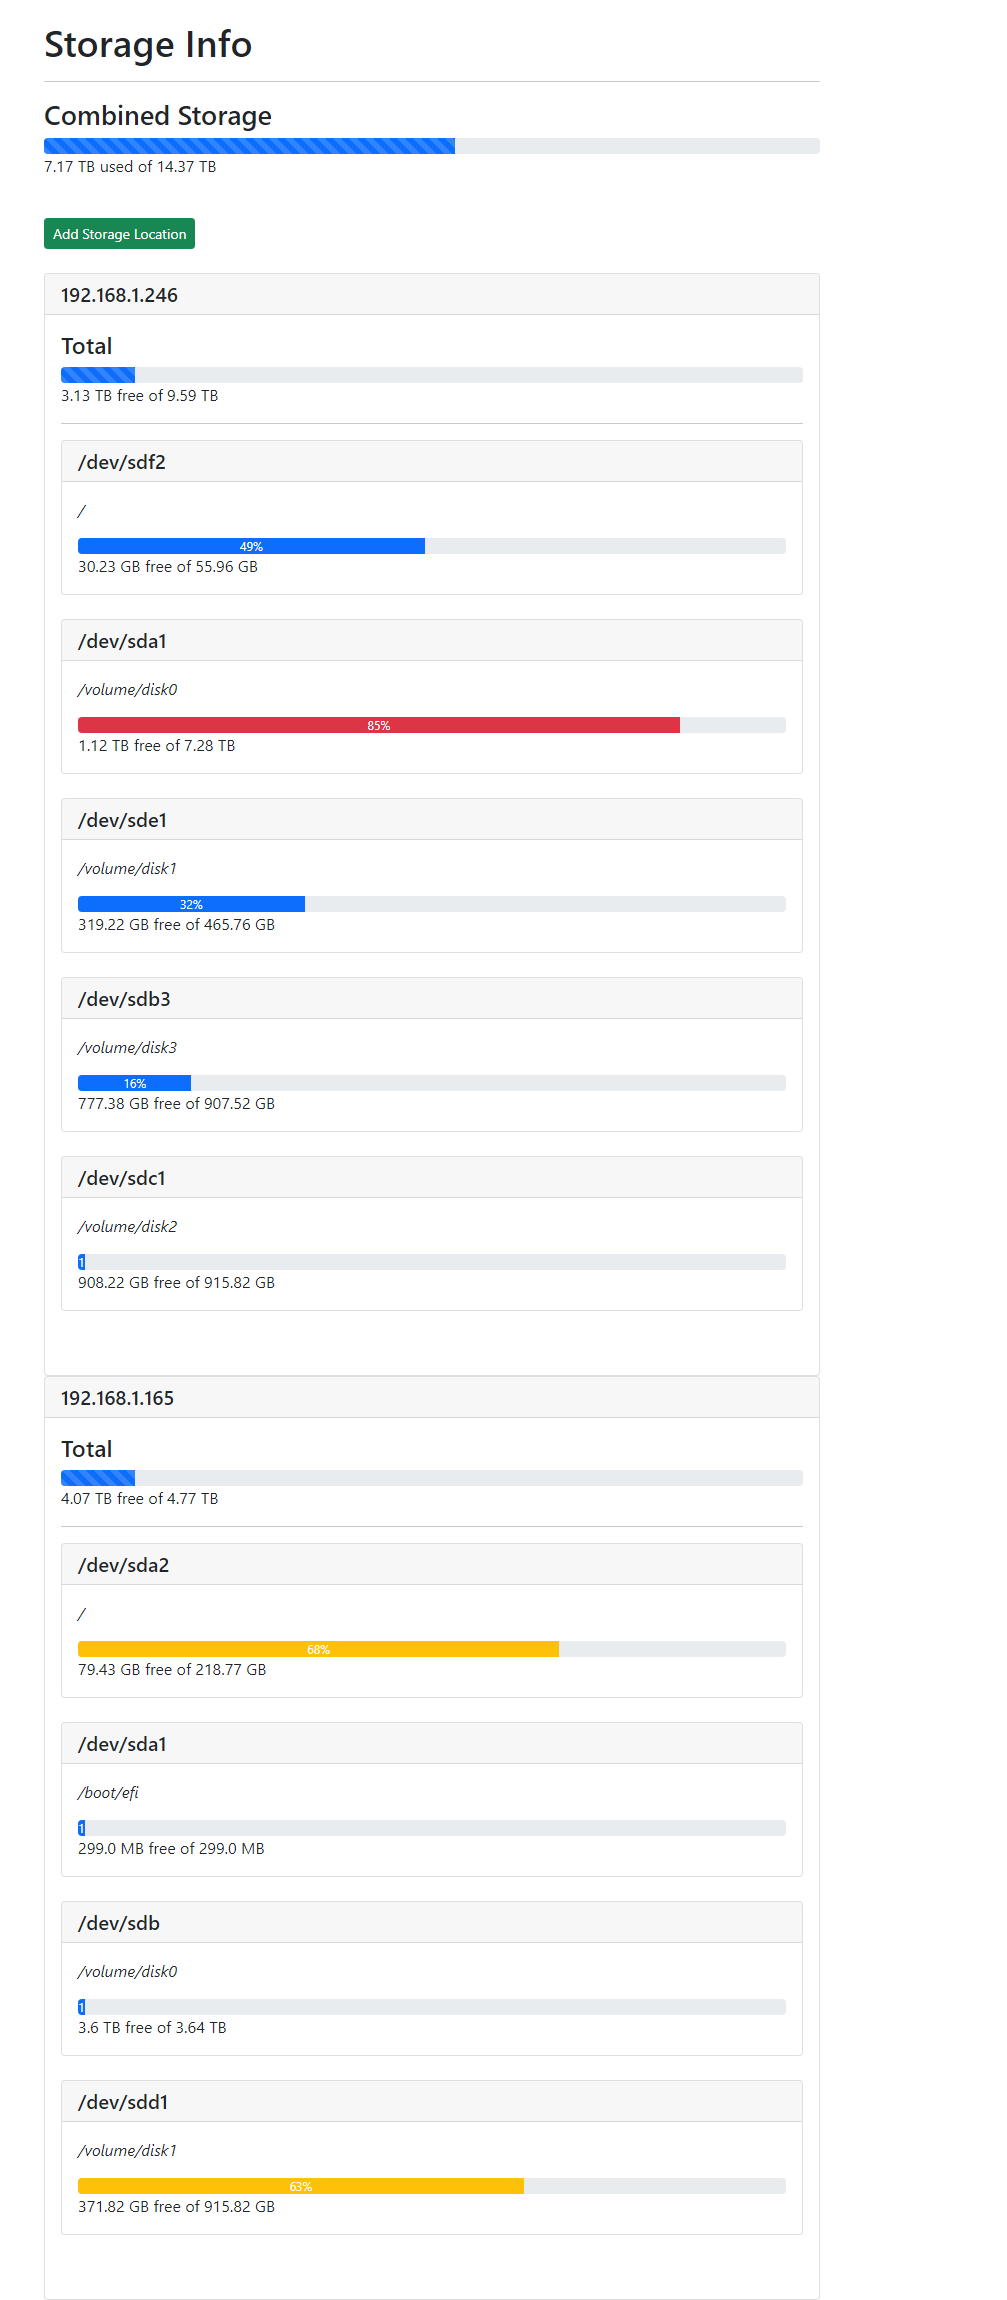 Storage Info
Combined Storage
7.17 TB used of 14.37 TB
Add Storage Location
192.168.1.246
Total
3.13 TB free of 9.59 TB
/dev/sdf2
/
49%
30.23 GB free of 55.96 GB
/dev/sda1
/volume/disk0
85%
1.12 TB free of 7.28 TB
/dev/sde1
/volume/disk1
32%
319.22 GB free of 465.76 GB
/dev/sdb3
/volume/disk3
16%
777.38 GB free of 907.52 GB
/dev/sdc1
/volume/disk2
1
908.22 GB free of 915.82 GB
192.168.1.165
Total
4.07 TB free of 4.77 TB
/dev/sda2
/
68%
79.43 GB free of 218.77 GB
/dev/sda1
/boot/efi
1
299.0 MB free of 299.0 MB
/dev/sdb
/volume/disk0
1
3.6 TB free of 3.64 TB
/dev/sdd1
/volume/disk1
63%
371.82 GB free of 915.82 GB